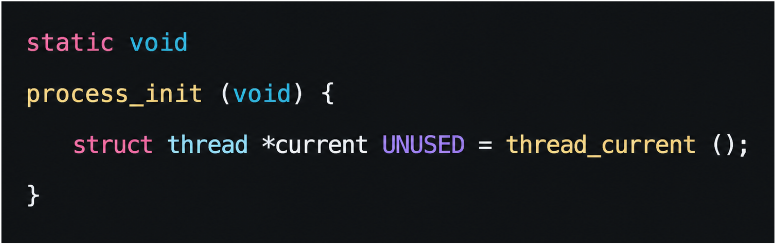 static void
process_init (void) {
struct thread *current UNUSED = thread_current ();
}